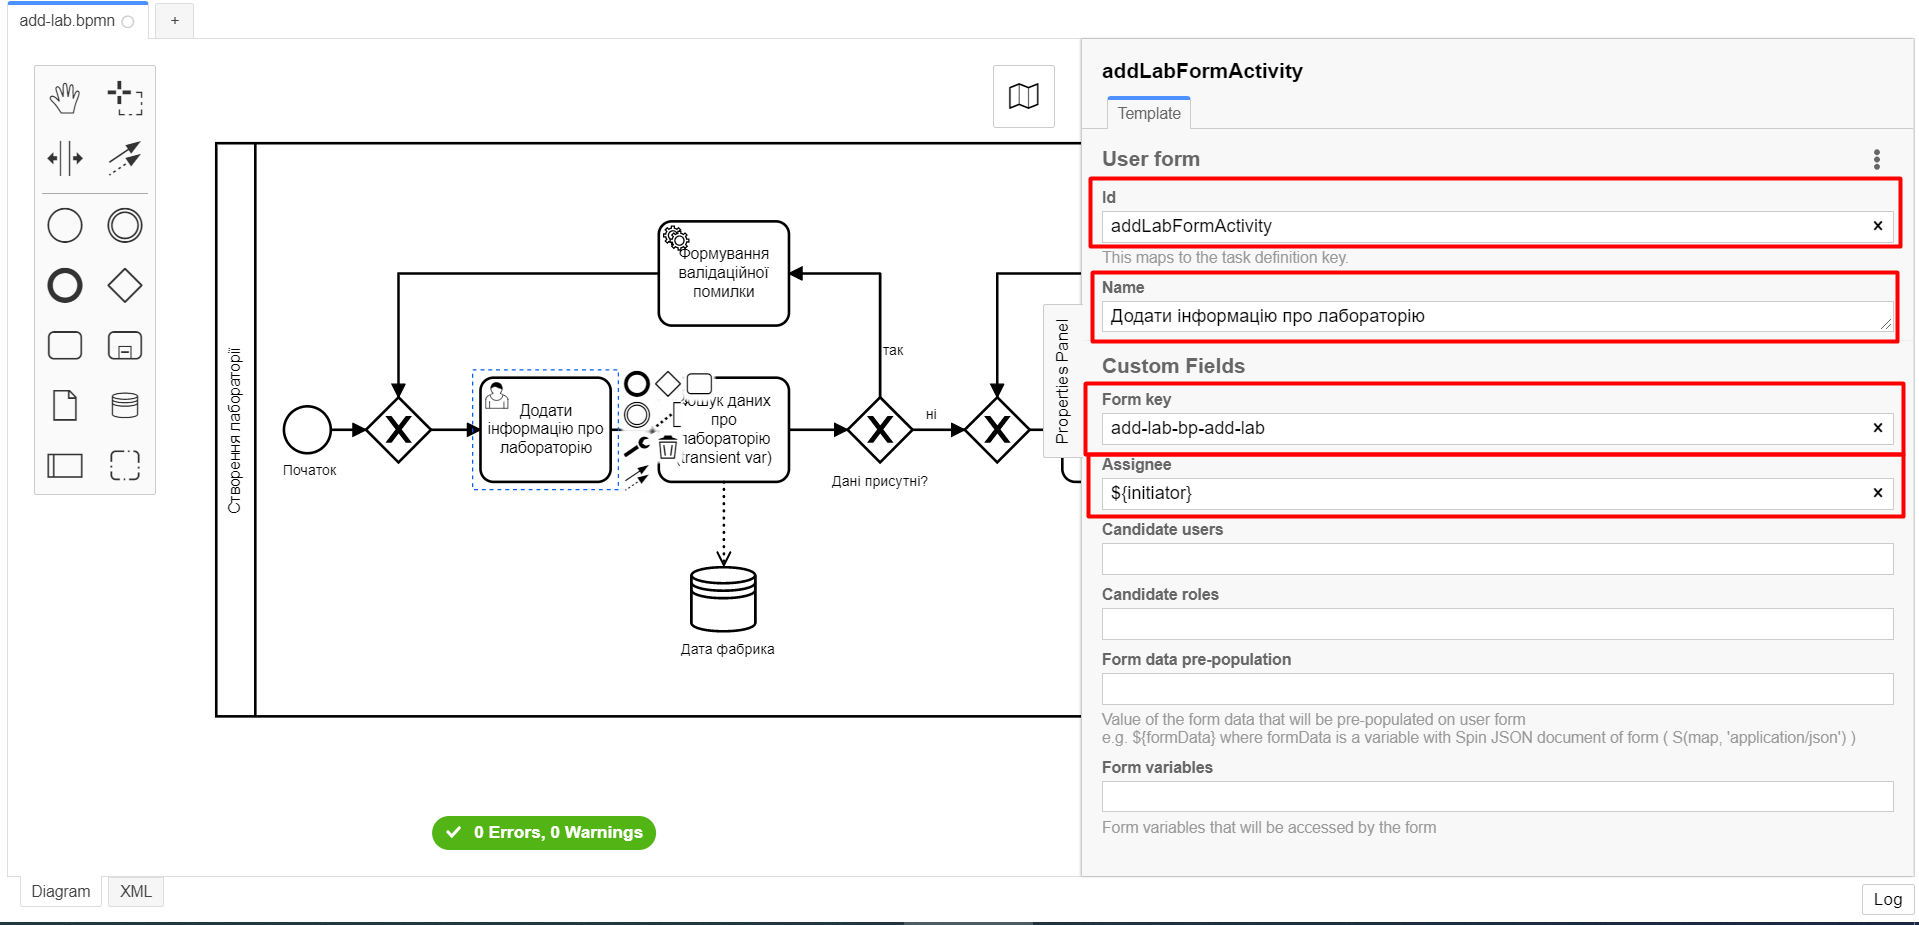 add-lab.bpmn
+
Створення лабораторії
Початок
Додати
інформацію про
лабораторію
Формування
валідаційної
помилки
даних
про
лабораторію
(transient var)
Дата фабрика
так
ні
Дані присутні?
0 Errors, 0 Warnings
Diagram
XML
Properties Panel
addLabFormActivity
Template
User form
Id
addLabFormActivity
This maps to the task definition key.
Name
Додати інформацію про лабораторію
Custom Fields
Form key
add-lab-bp-add-lab
Assignee
${initiator}
Candidate users
Candidate roles
Form data pre-population
Value of the form data that will be pre-populated on user form
e.g. ${formData} where formData is a variable with Spin JSON document of form ( S(map, 'application/json') )
Form variables
Form variables that will be accessed by the form
Log